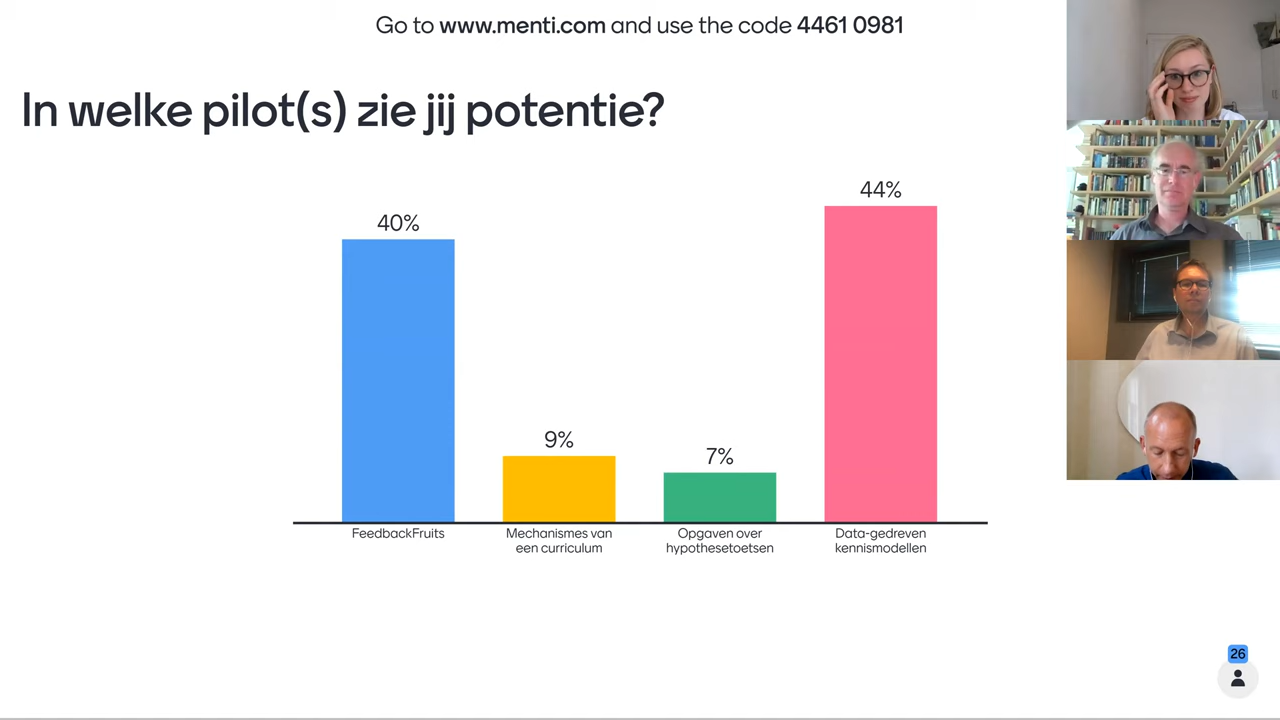 Go to www.menti.com and use the code 4461 0981
In welke pilot(s) zie jij potentie?
40%
9%
7%
44%
FeedbackFruits
Mechanismes van
een curriculum
Opgaven over
hypothesetoetsen
Data-gedreven
kennismodellen
26